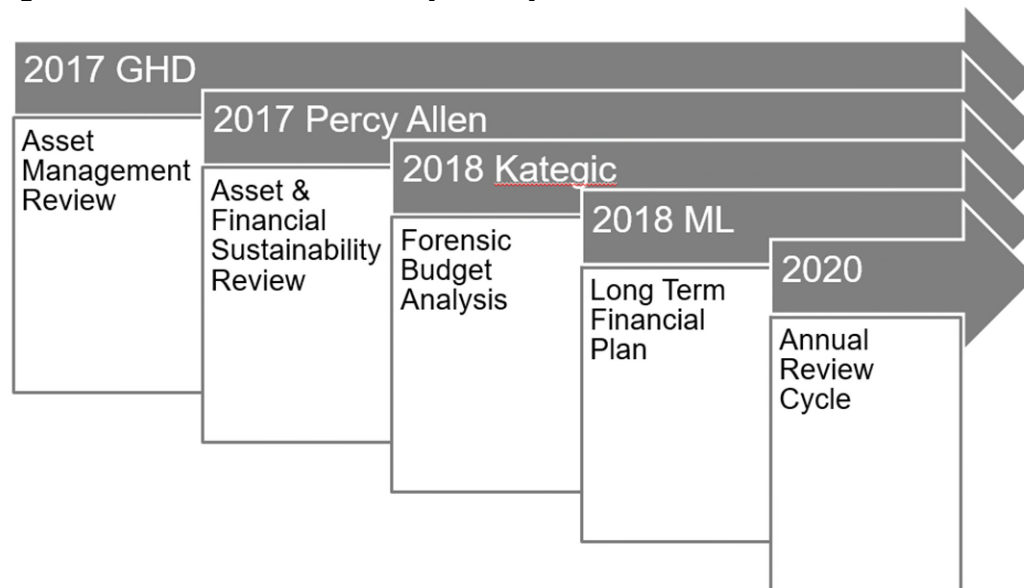 2017 GHD
Asset
Management
Review
2017 Percy Allen
Asset &
Financial
Sustainability
Review
2018 Kategic
Forensic
Budget
Analysis
2018 ML
Long Term
Financial
Plan
2020
Annual
Review
Cycle